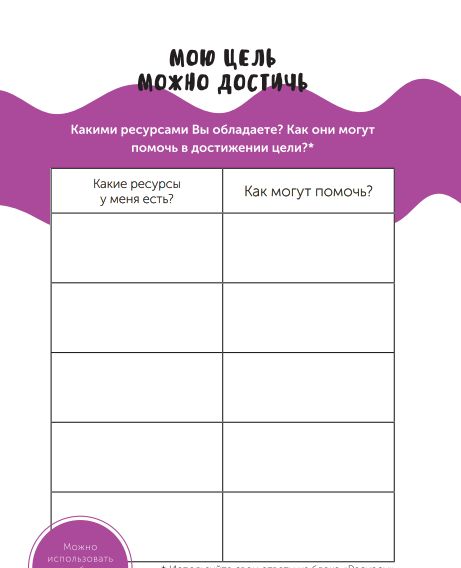 МОЮ ЦЕЛЬ
МОЖНО ДОСТИЧЬ
Какими ресурсами Вы обладаете? Как они могут
помочь в достижении цели?*
Какие ресурсы
у меня есть?
Как могут помочь?
Можно
использовать